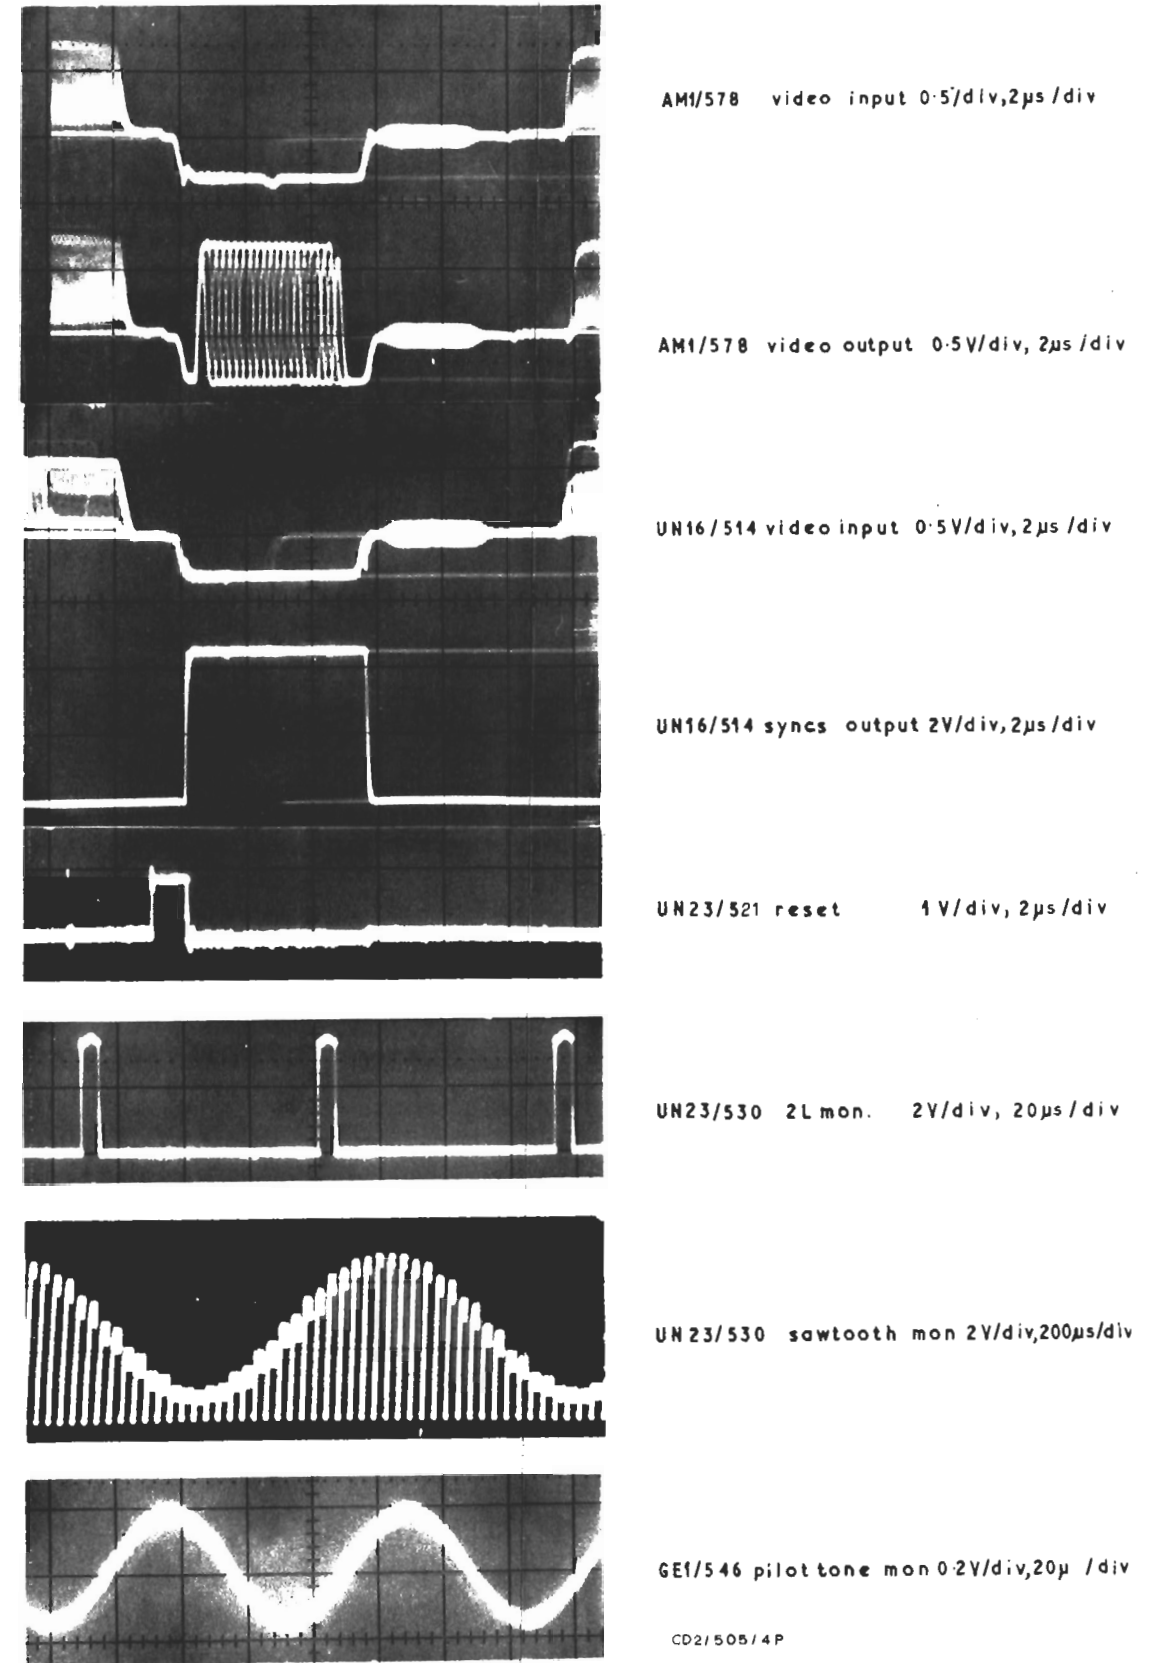 AM1/578 video input 0·5/div,2µs/div
AM1/578 video output 0·5V/div, 2µs/div
UN16/514 video input 0·5V/div,2µs/div
UN16/514 syncs output 2V/div,2µs/div
UN23/521 reset 1V/div, 2µs/div
UN23/530 2L mon. 2V/div, 20µs/div
UN23/530 sawtooth mon 2V/div,200µs/div
GE1/546 pilot tone mon 0·2V/div,20µ /div
CD2/505/4P